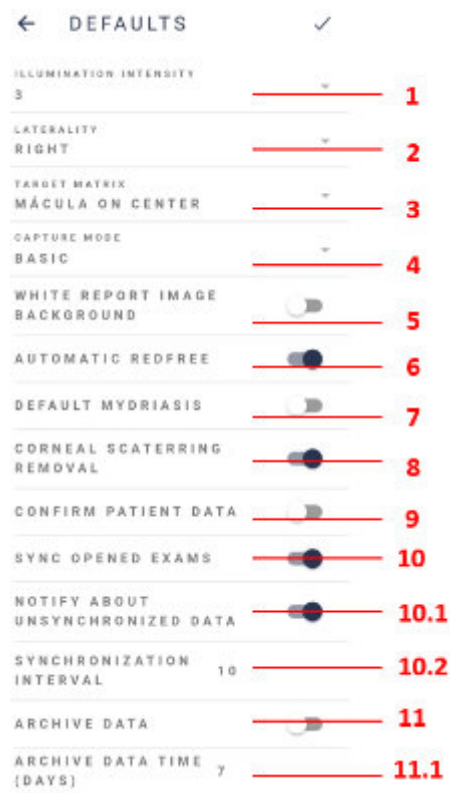 ← DEFAULTS ✓
ILLUMINATION INTENSITY
3
1
LATERALITY
RIGHT
2
TARGET MATRIX
MÁCULA ON CENTER
3
CAPTURE MODE
BASIC
4
WHITE REPORT IMAGE
BACKGROUND
5
AUTOMATIC REDFREE
6
DEFAULT MYDRIASIS
7
CORNEAL SCATERRING
REMOVAL
8
CONFIRM PATIENT DATA
9
SYNC OPENED EXAMS
10
NOTIFY ABOUT
UNSYNCHRONIZED DATA
10.1
SYNCHRONIZATION
INTERVAL
10
10.2
ARCHIVE DATA
11
ARCHIVE DATA TIME
(DAYS)
7
11.1